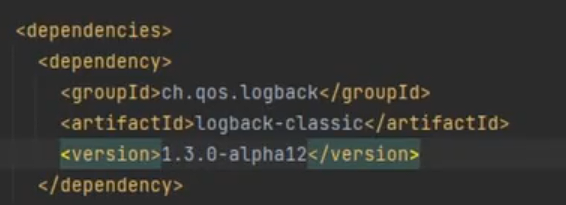 <dependencies>
<dependency>
<groupId>ch.qos.logback</groupId>
<artifactId>logback-classic</artifactId>
<version>1.3.0-alpha12</version>
</dependency>